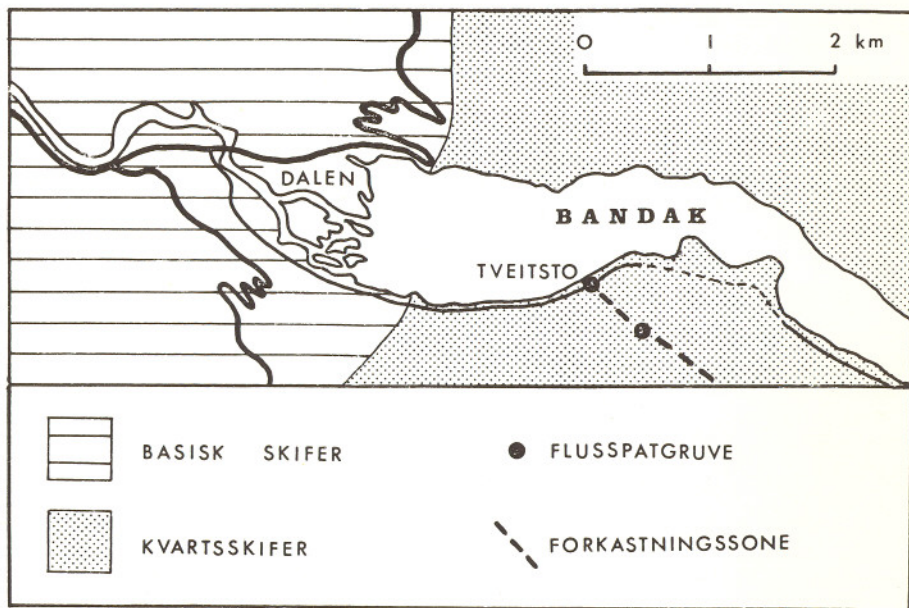 0 1 2 km
DALEN
BANDAK
TVEITSTO
BASISK SKIFER
FLUSSPATGRUVE
KVARTSSKIFER
FORKASTNINGSSONE